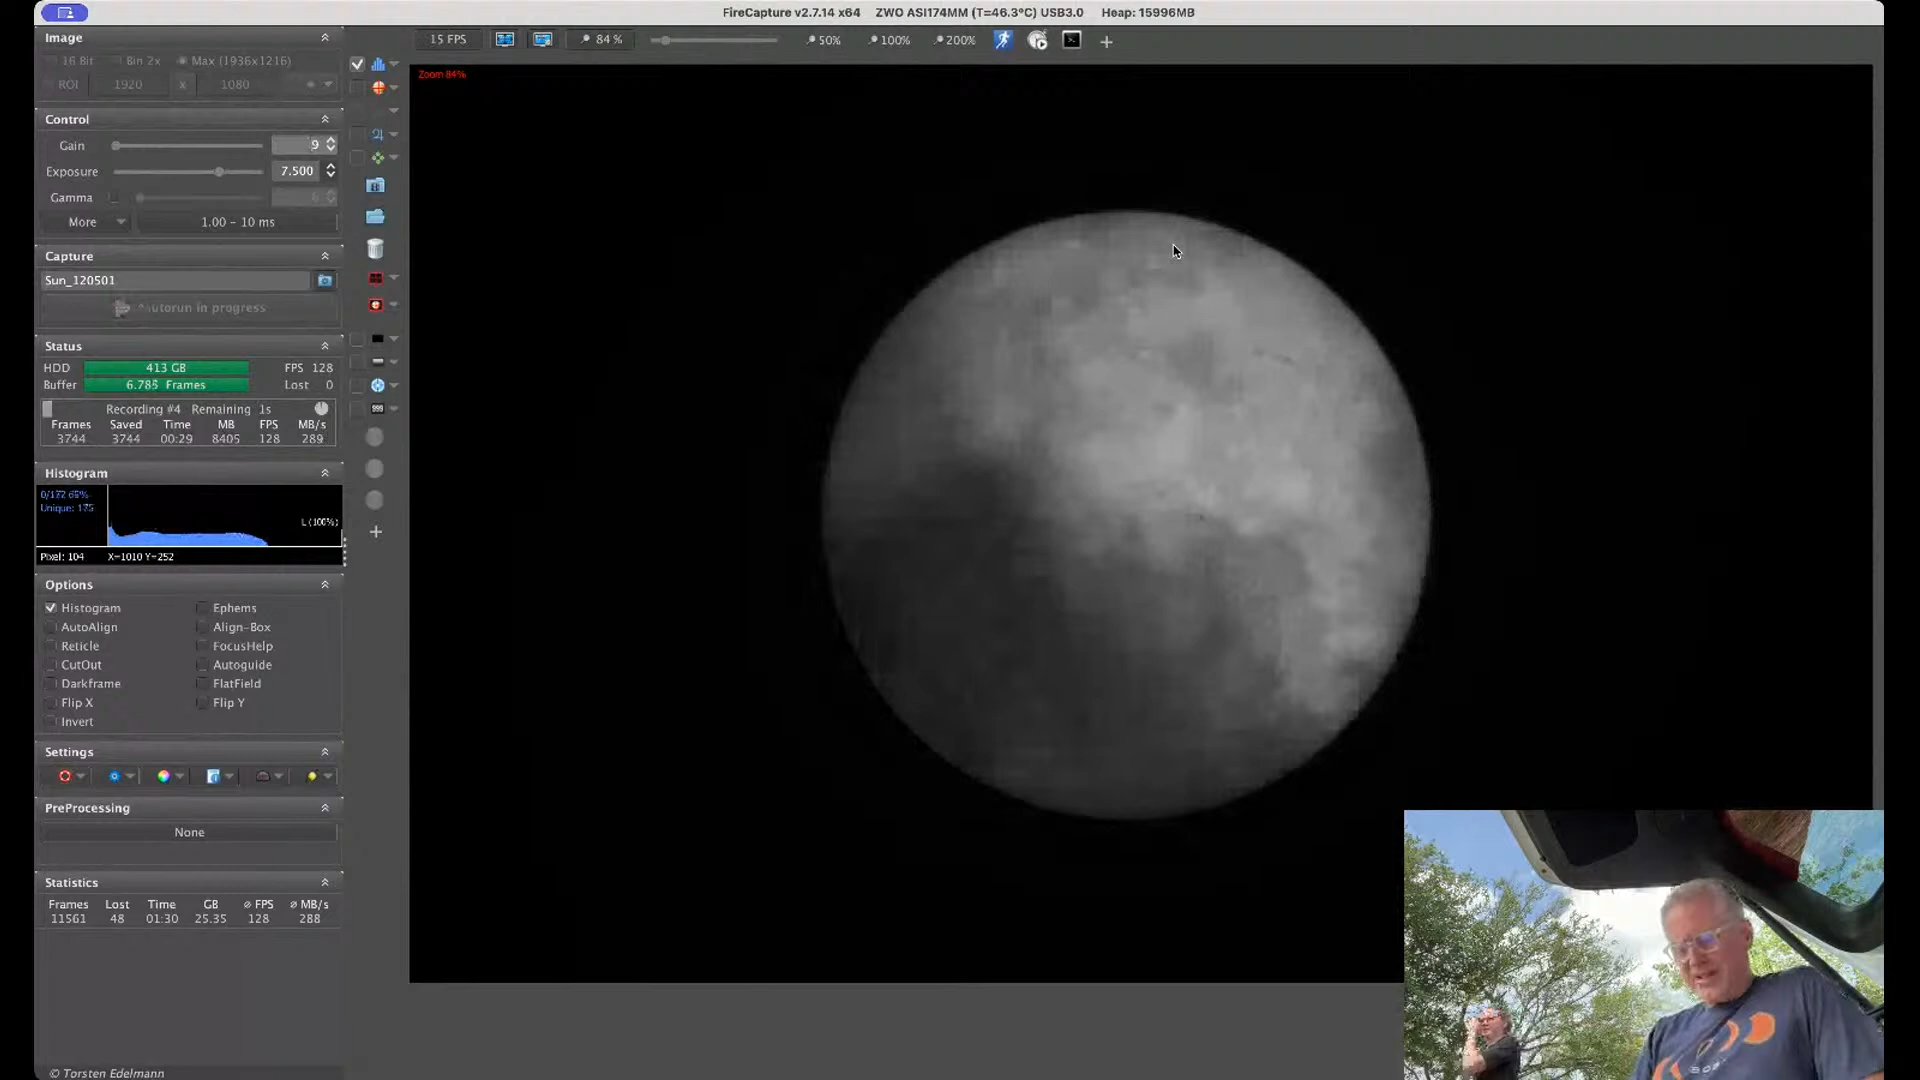 FireCapture v2.7.14 x64 ZWO ASI174MM (T=46.3°C) USB3.0 Heap: 15996MB
Image
15 FPS 84 % 50% 100% 200%
16 Bit Bin 2x Max (1936x1216)
Zoom 84%
ROI 1920 x 1080
Control
Gain 9
Exposure 7.500
Gamma 6
More 1.00 - 10 ms
Capture
Sun_120501
Autorun in progress
Status
HDD 413 GB FPS 128
Buffer Frames Lost 0
Recording #4 Remaining 1s
Frames Saved Time MB FPS MB/s
3744 3744 00:29 8405 128 289
Histogram
Unique: 175
L (100%)
Pixel: 104 X=1010 Y=252
Options
Histogram Ephems
AutoAlign Align-Box
Reticle FocusHelp
CutOut Autoguide
Darkframe FlatField
Flip X Flip Y
Invert
Settings
PreProcessing
None
Statistics
Frames Lost Time GB ø FPS ø MB/s
11561 48 01:30 25.35 128 288
© Torsten Edelmann